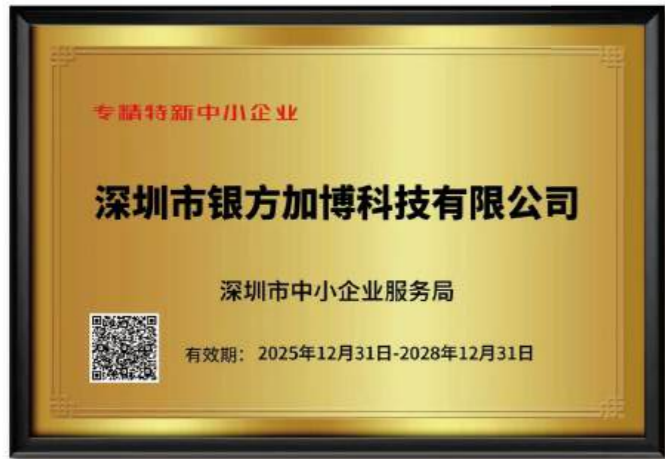 专精特新中小企业
深圳市银方加博科技有限公司
深圳市中小企业服务局
有效期： 2025年12月31日-2028年12月31日